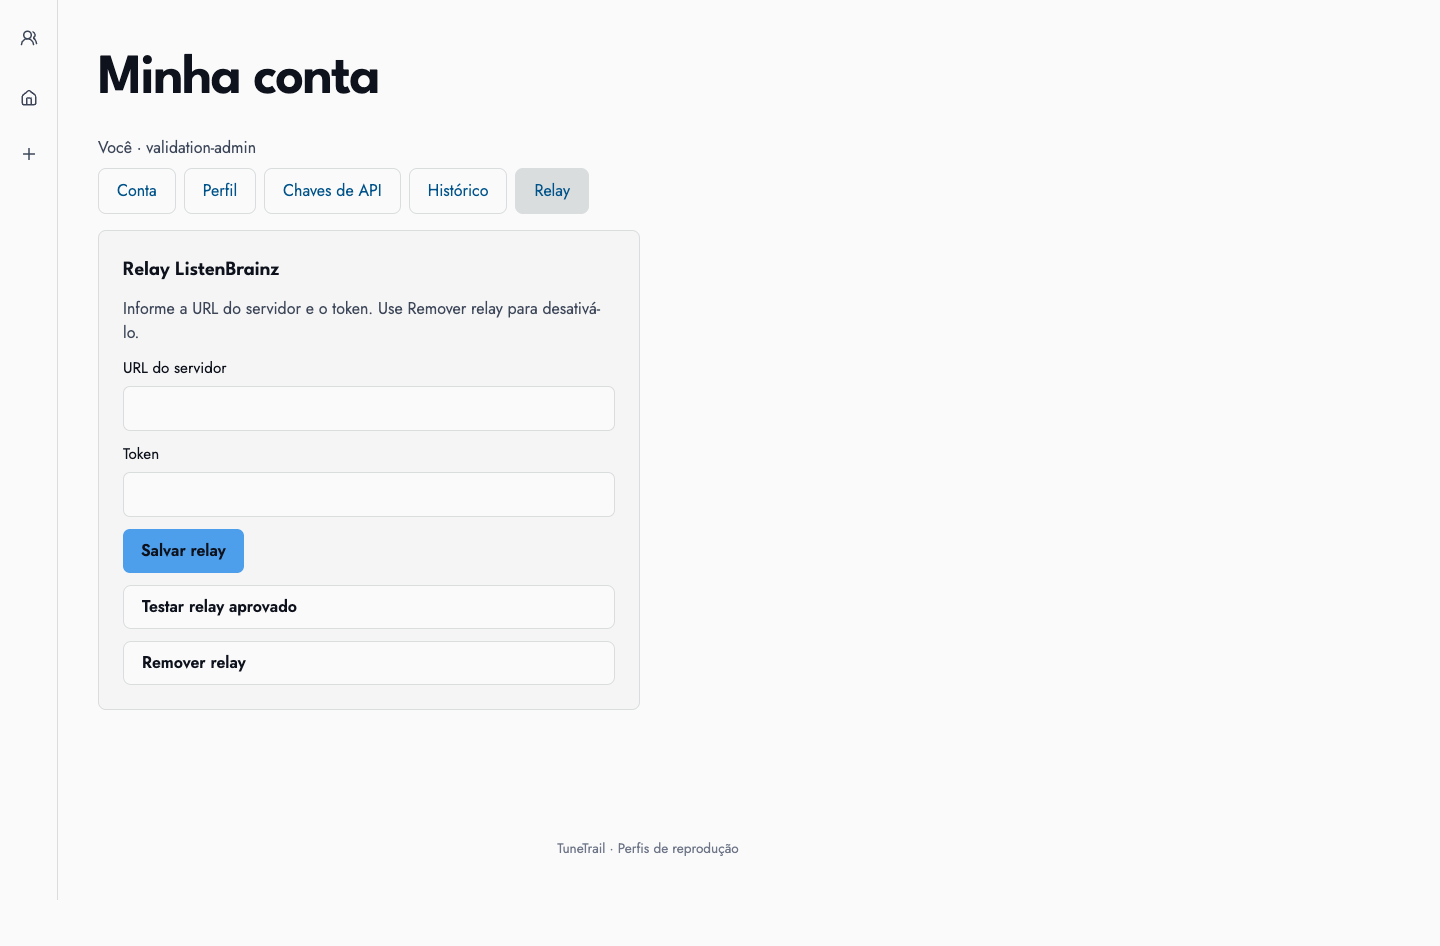 Minha conta
Você · validation-admin
Conta
Perfil
Chaves de API
Histórico
Relay
Relay ListenBrainz
Informe a URL do servidor e o token. Use Remover relay para desativá-
lo.
URL do servidor
Token
Salvar relay
Testar relay aprovado
Remover relay
TuneTrail · Perfis de reprodução